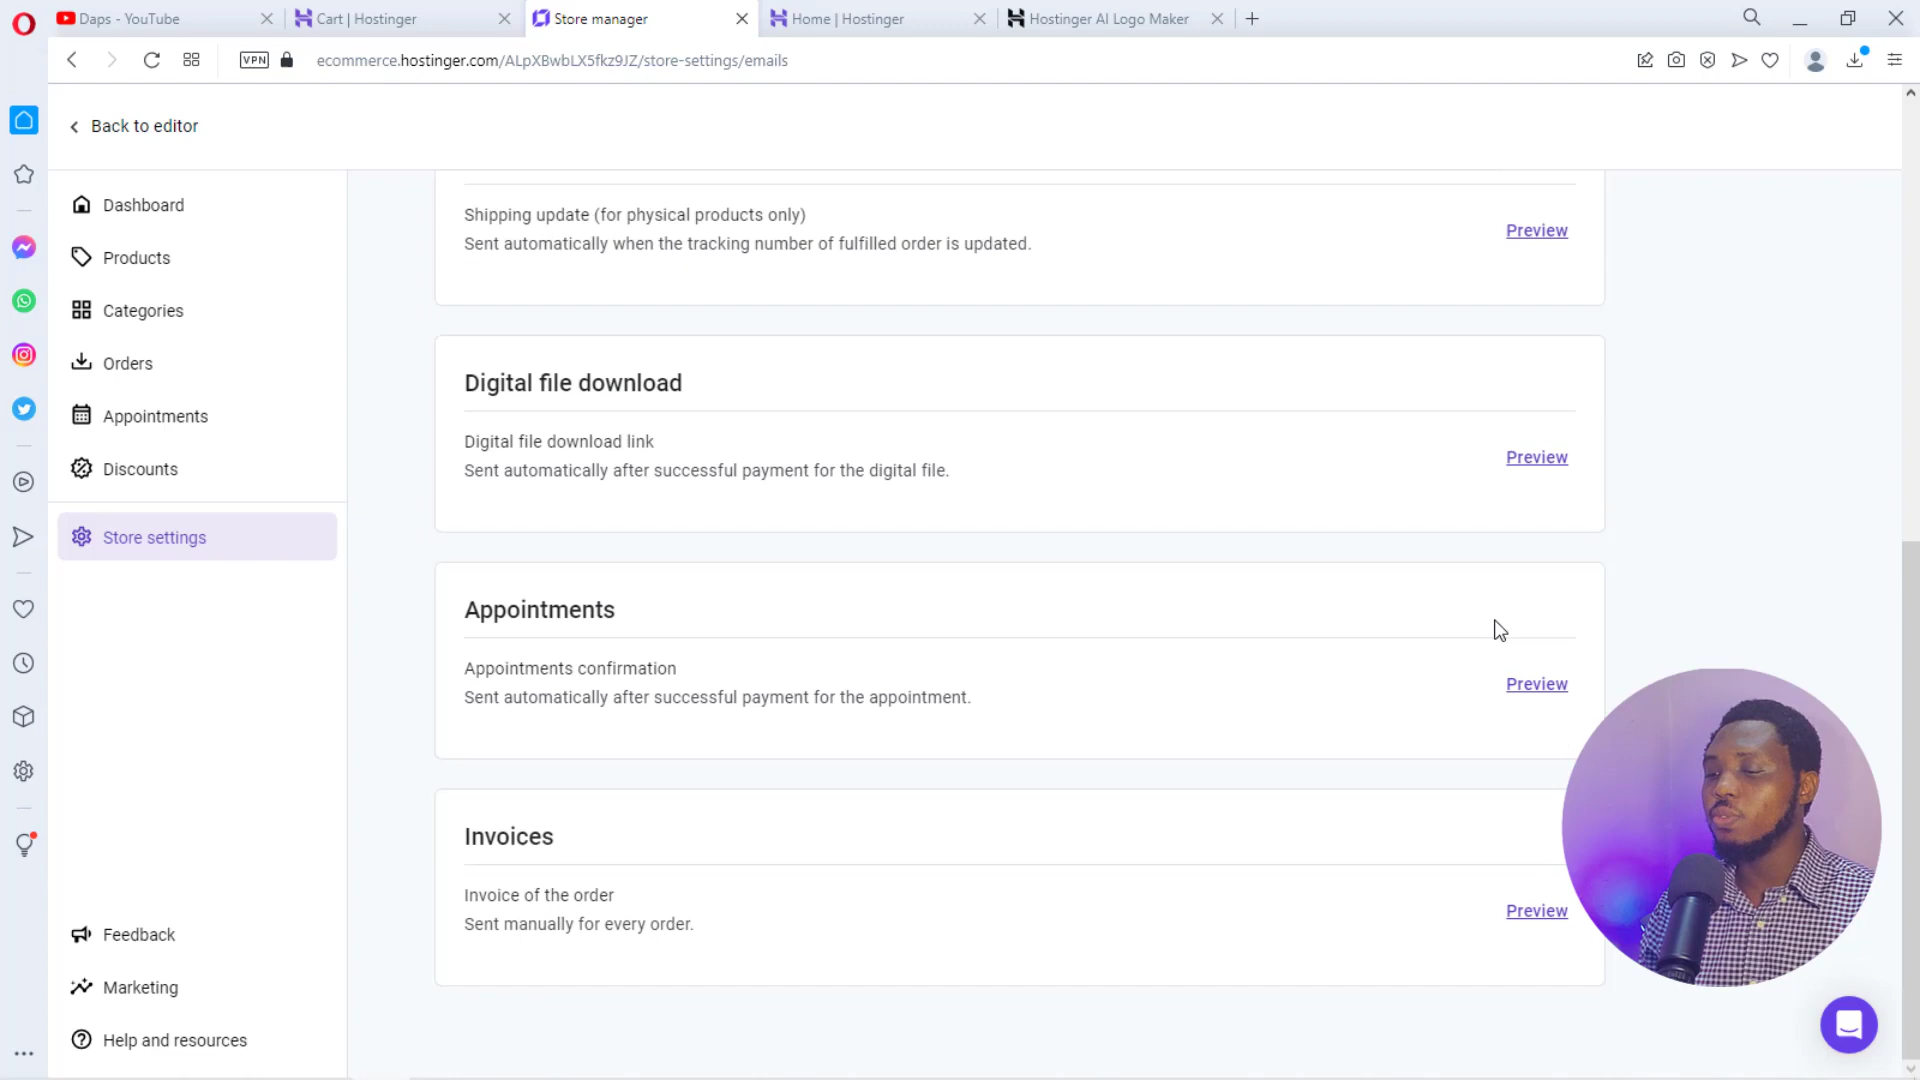 Daps - YouTube
Cart | Hostinger
Store manager
Home | Hostinger
Hostinger AI Logo Maker
VPN
ecommerce.hostinger.com/ALpXBwbLX5fkz9JZ/store-settings/emails
Back to editor
Dashboard
Products
Categories
Orders
Appointments
Discounts
Store settings
Feedback
Marketing
Help and resources
Shipping update (for physical products only)
Sent automatically when the tracking number of fulfilled order is updated.
Preview
Digital file download
Digital file download link
Sent automatically after successful payment for the digital file.
Preview
Appointments
Appointments confirmation
Sent automatically after successful payment for the appointment.
Preview
Invoices
Invoice of the order
Sent manually for every order.
Preview